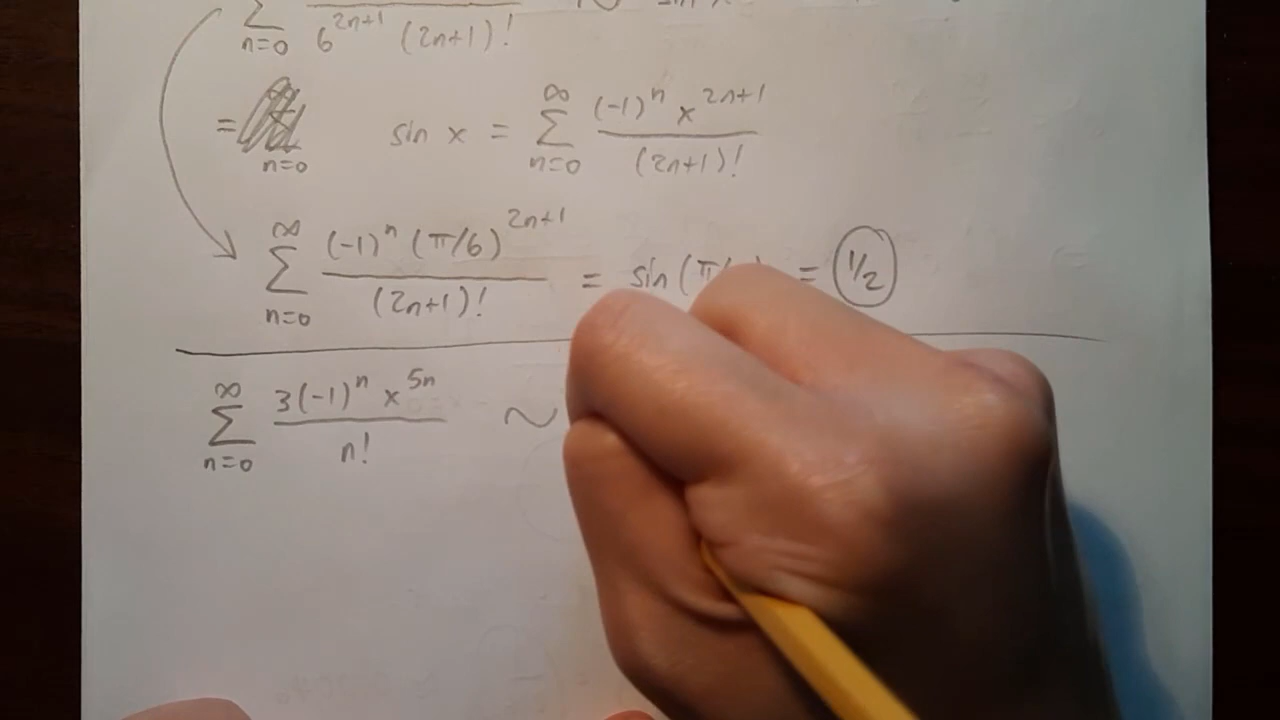 ∑ n=0 6^{2n+1} (2n+1)! ~
= n=0 sin x = ∑_{n=0}^{∞} (-1)^n x^{2n+1} / (2n+1)!
∑_{n=0}^{∞} (-1)^n (π/6)^{2n+1} / (2n+1)! = sin(π/ = 1/2
∑_{n=0}^{∞} 3(-1)^n x^{5n} / n! ~